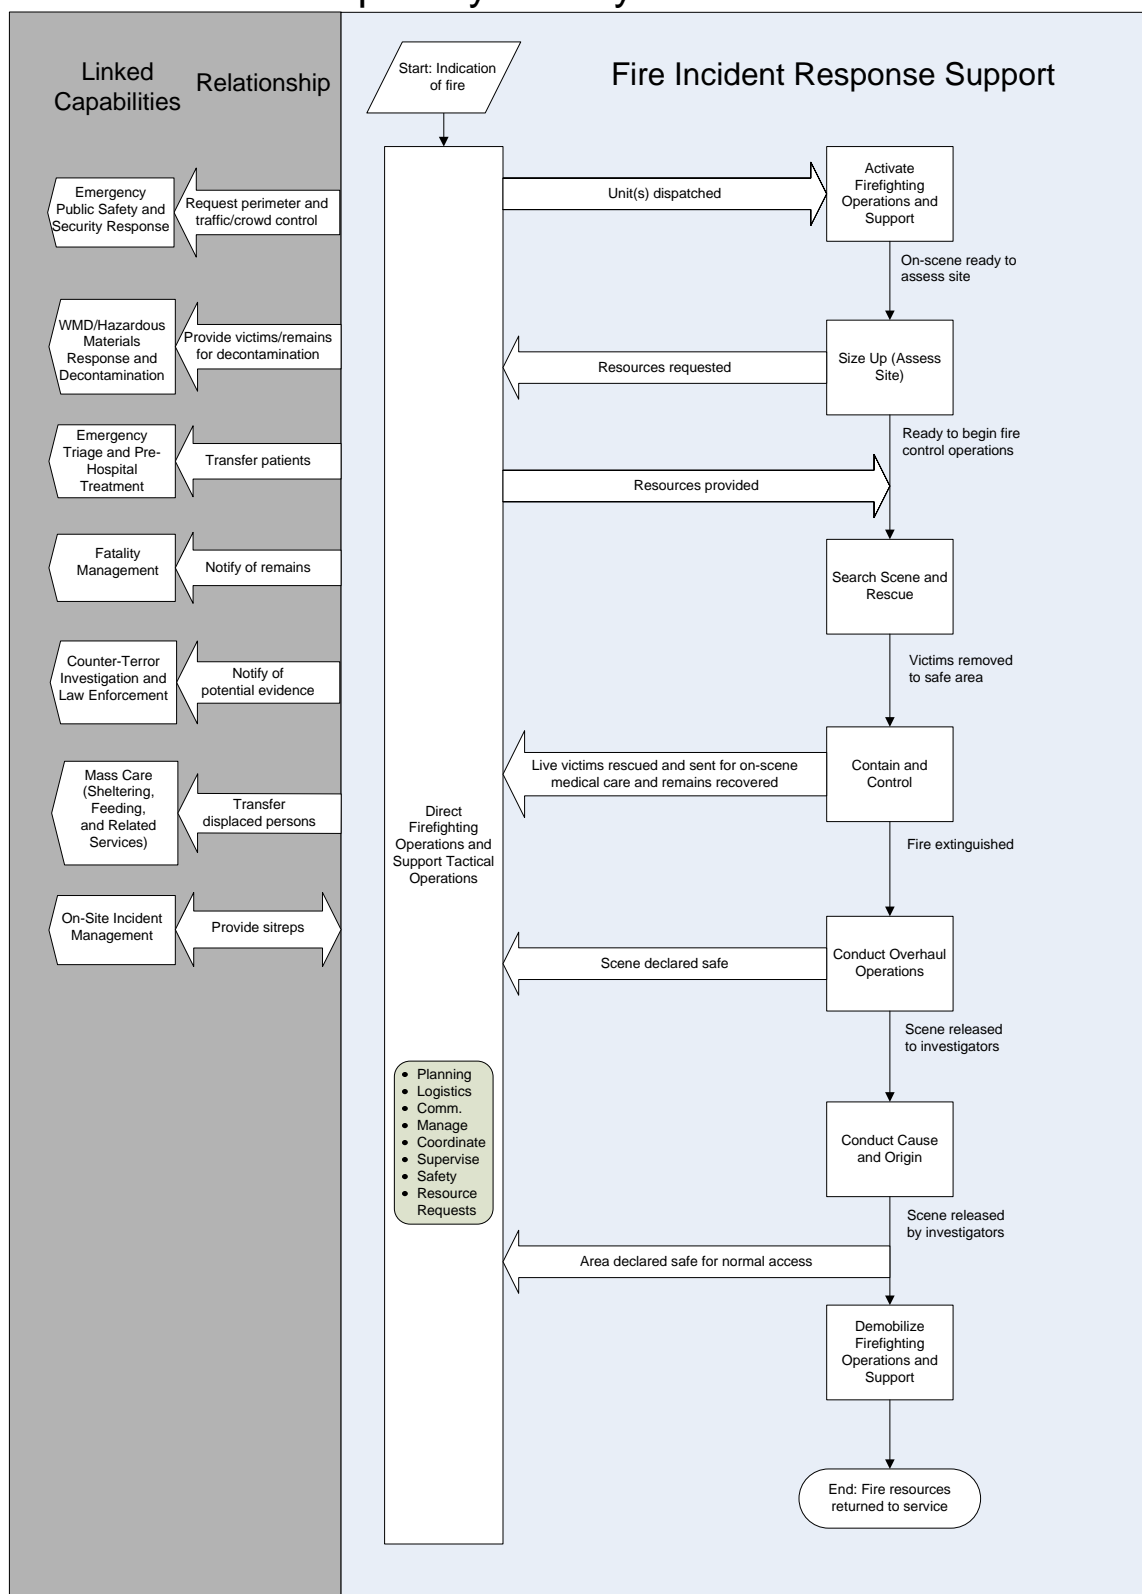 Linked
Capabilities
Relationship
Fire Incident Response Support
Start: Indication
of fire
Emergency
Public Safety and
Security Response
Request perimeter and
traffic/crowd control
Unit(s) dispatched
Activate
Firefighting
Operations and
Support
On-scene ready to
assess site
WMD/Hazardous
Materials
Response and
Decontamination
Provide victims/remains
for decontamination
Resources requested
Size Up (Assess
Site)
Ready to begin fire
control operations
Emergency
Triage and Pre-
Hospital
Treatment
Transfer patients
Resources provided
Fatality
Management
Notify of remains
Search Scene and
Rescue
Victims removed
to safe area
Counter-Terror
Investigation and
Law Enforcement
Notify of
potential evidence
Mass Care
(Sheltering,
Feeding,
and Related
Services)
Transfer
displaced persons
Live victims rescued and sent for on-scene
medical care and remains recovered
Contain and
Control
Direct
Firefighting
Operations and
Support Tactical
Operations
Fire extinguished
On-Site Incident
Management
Provide sitreps
Scene declared safe
Conduct Overhaul
Operations
Scene released
to investigators
• Planning
• Logistics
• Comm.
• Manage
• Coordinate
• Supervise
• Safety
• Resource
Requests
Conduct Cause
and Origin
Scene released
by investigators
Area declared safe for normal access
Demobilize
Firefighting
Operations and
Support
End: Fire resources
returned to service